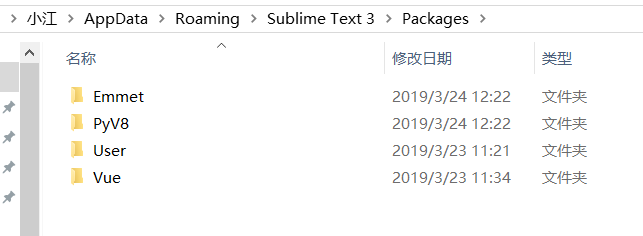 小江 > AppData > Roaming > Sublime Text 3 > Packages >
名称 修改日期 类型
Emmet 2019/3/24 12:22 文件夹
PyV8 2019/3/24 12:22 文件夹
User 2019/3/23 11:21 文件夹
Vue 2019/3/23 11:34 文件夹